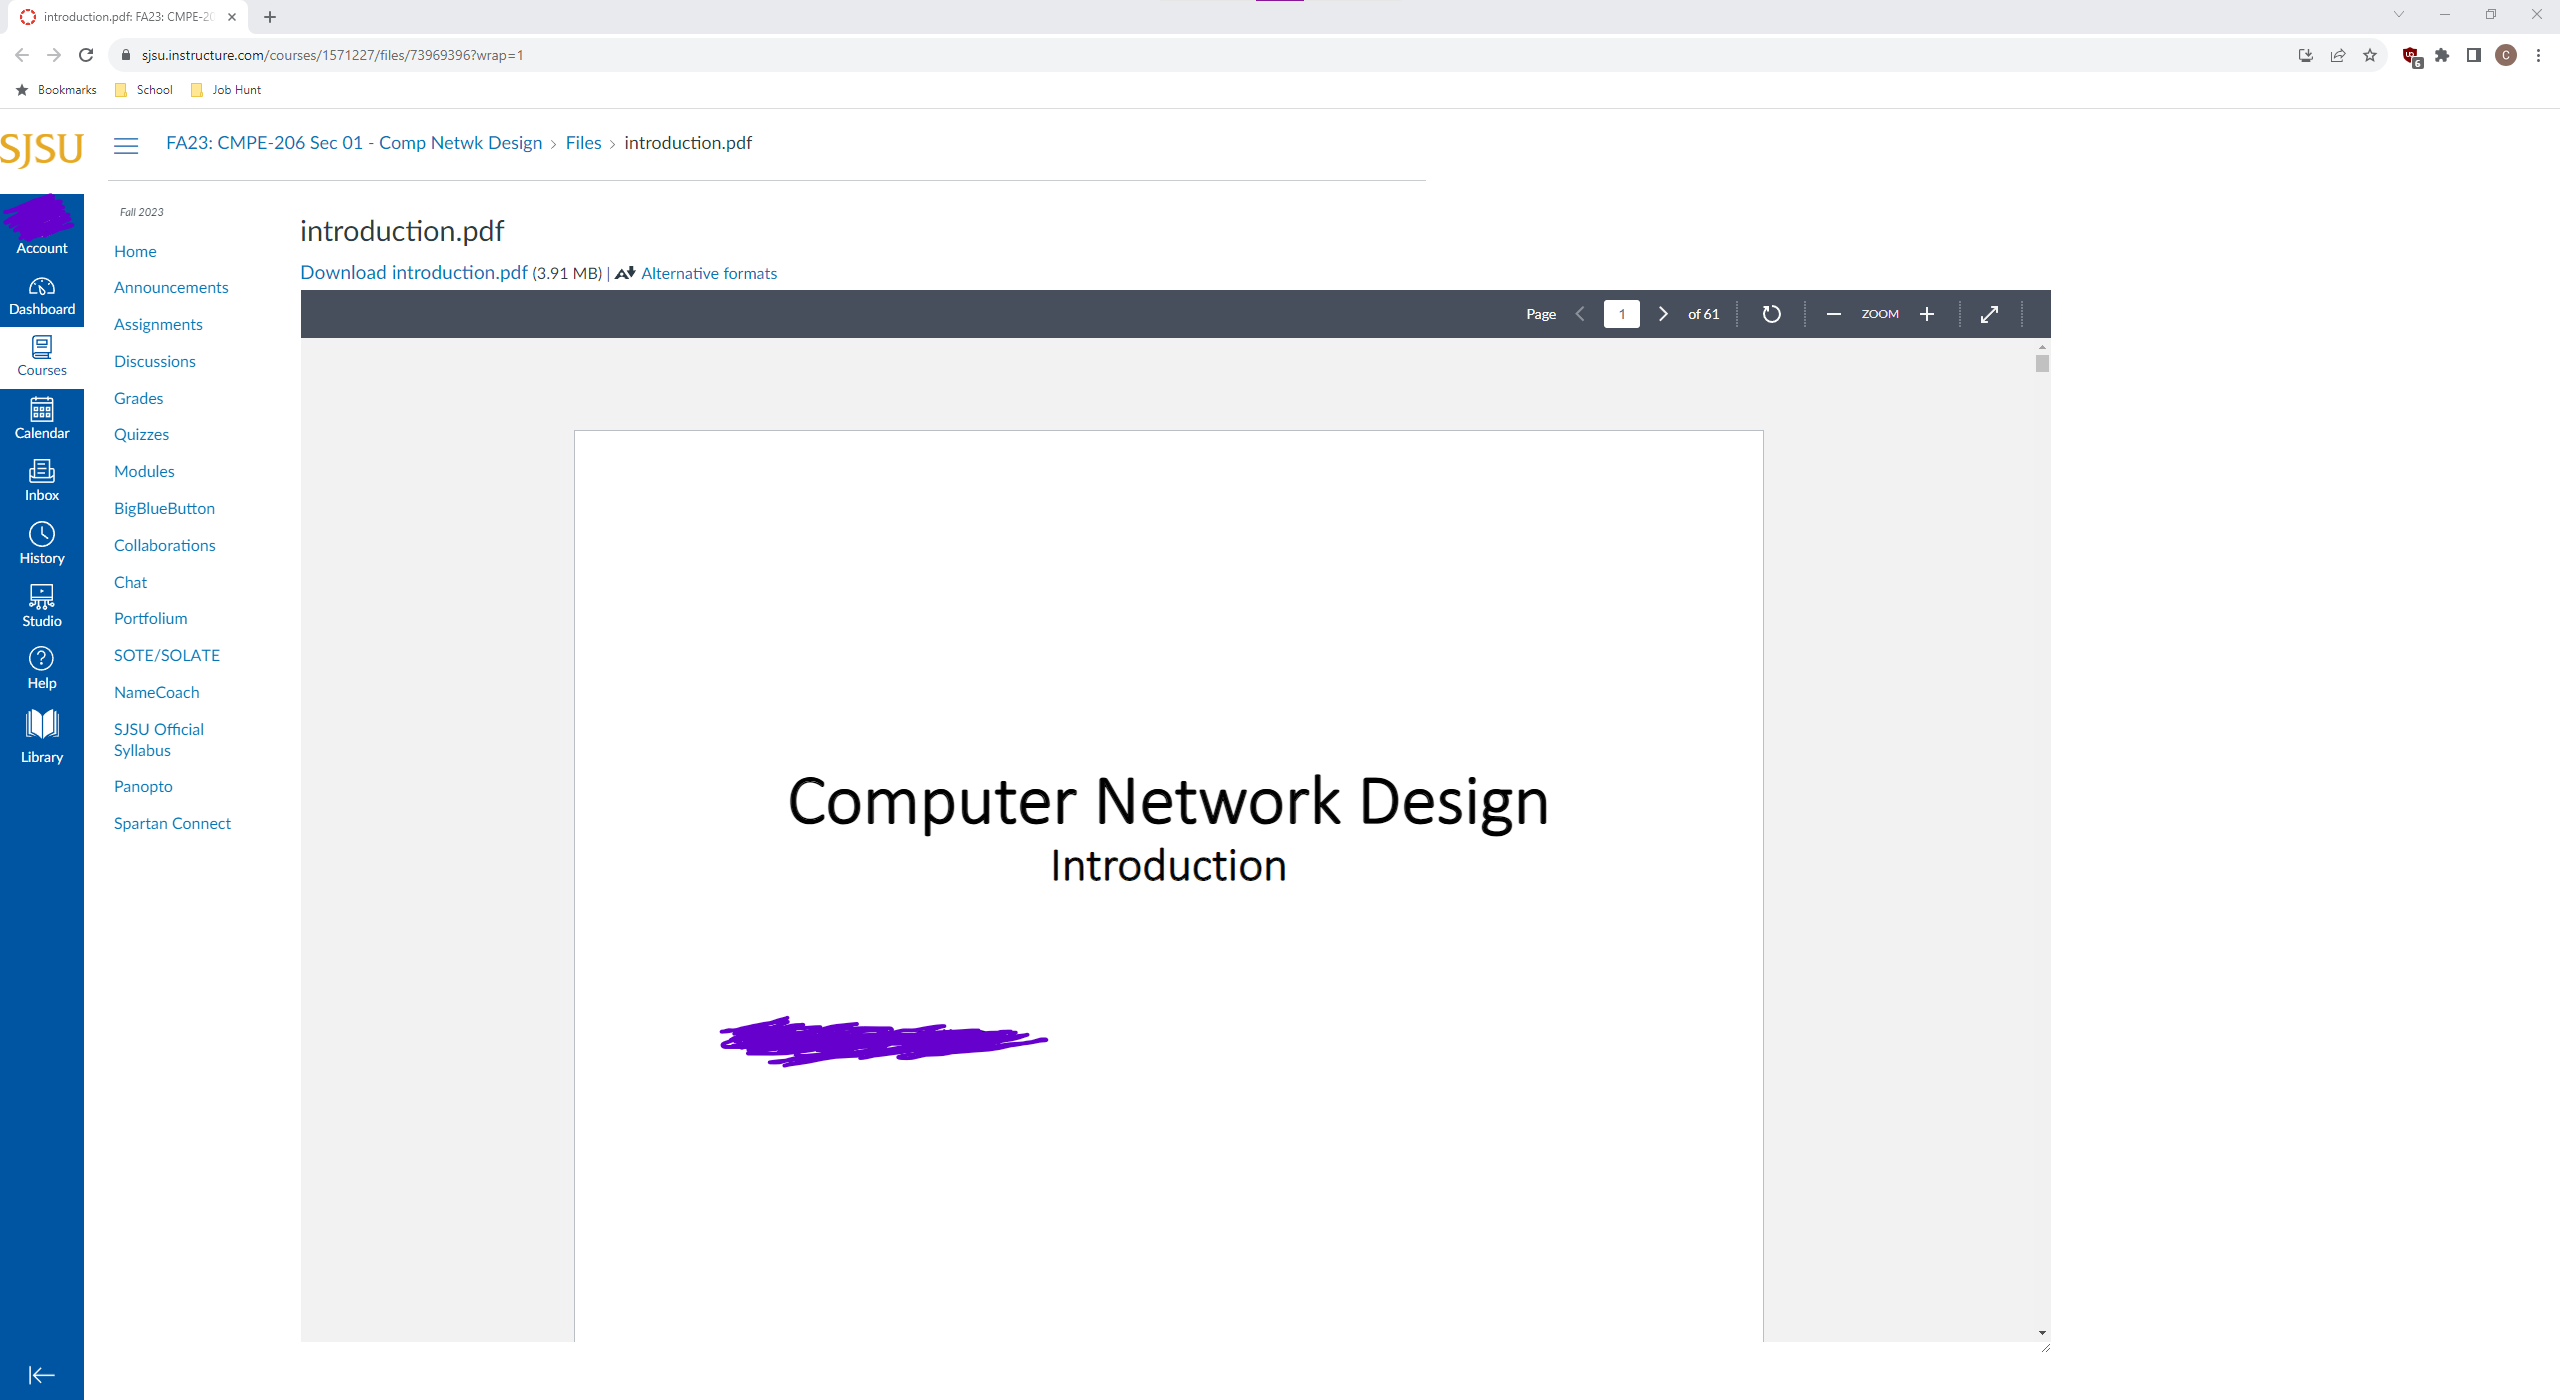 introduction.pdf: FA23: CMPE-20
sjsu.instructure.com/courses/1571227/files/73969396?wrap=1
6
C
Bookmarks
School
Job Hunt
SJSU
FA23: CMPE-206 Sec 01 - Comp Netwk Design › Files › introduction.pdf
Account
Dashboard
Courses
Calendar
Inbox
History
Studio
Help
Library
Fall 2023
Home
Announcements
Assignments
Discussions
Grades
Quizzes
Modules
BigBlueButton
Collaborations
Chat
Portfolium
SOTE/SOLATE
NameCoach
SJSU Official
Syllabus
Panopto
Spartan Connect
introduction.pdf
Download introduction.pdf (3.91 MB) | Alternative formats
Page 1 of 61 ZOOM
Computer Network Design
Introduction